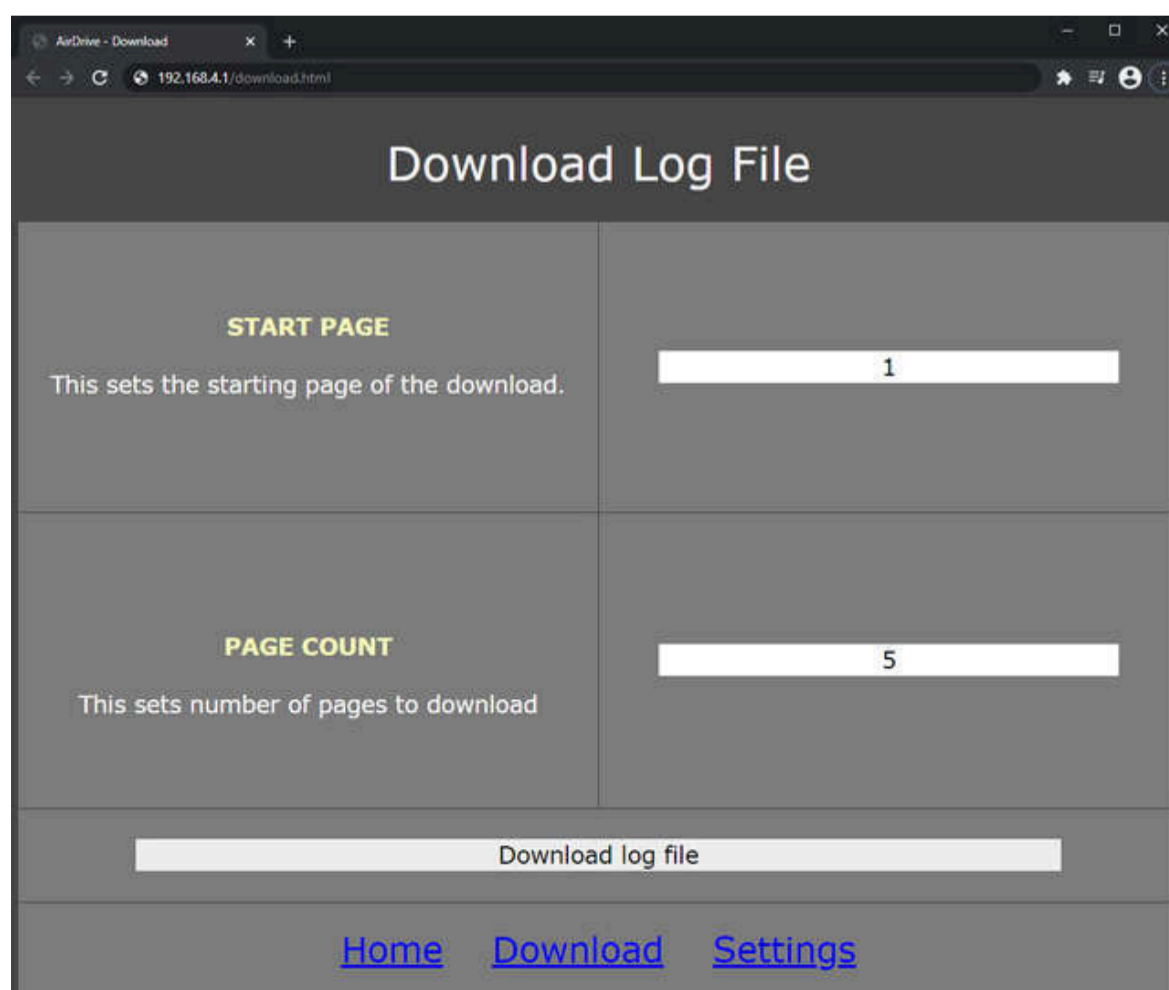 AirDrive - Download
192.168.4.1/download.html
Download Log File
START PAGE
This sets the starting page of the download.
1
PAGE COUNT
This sets number of pages to download
5
Download log file
Home Download Settings